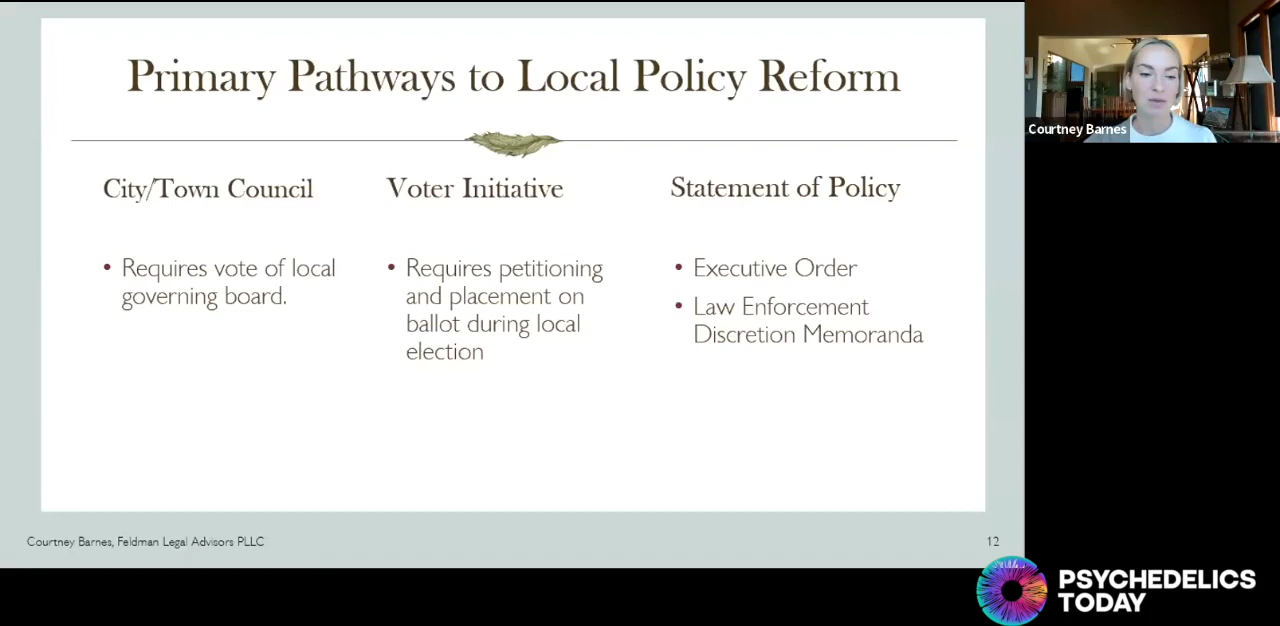 Primary Pathways to Local Policy Reform
City/Town Council
• Requires vote of local
governing board.
Voter Initiative
• Requires petitioning
and placement on
ballot during local
election
Statement of Policy
• Executive Order
• Law Enforcement
Discretion Memoranda
Courtney Barnes, Feldman Legal Advisors PLLC
12
Courtney Barnes
PSYCHEDELICS
TODAY